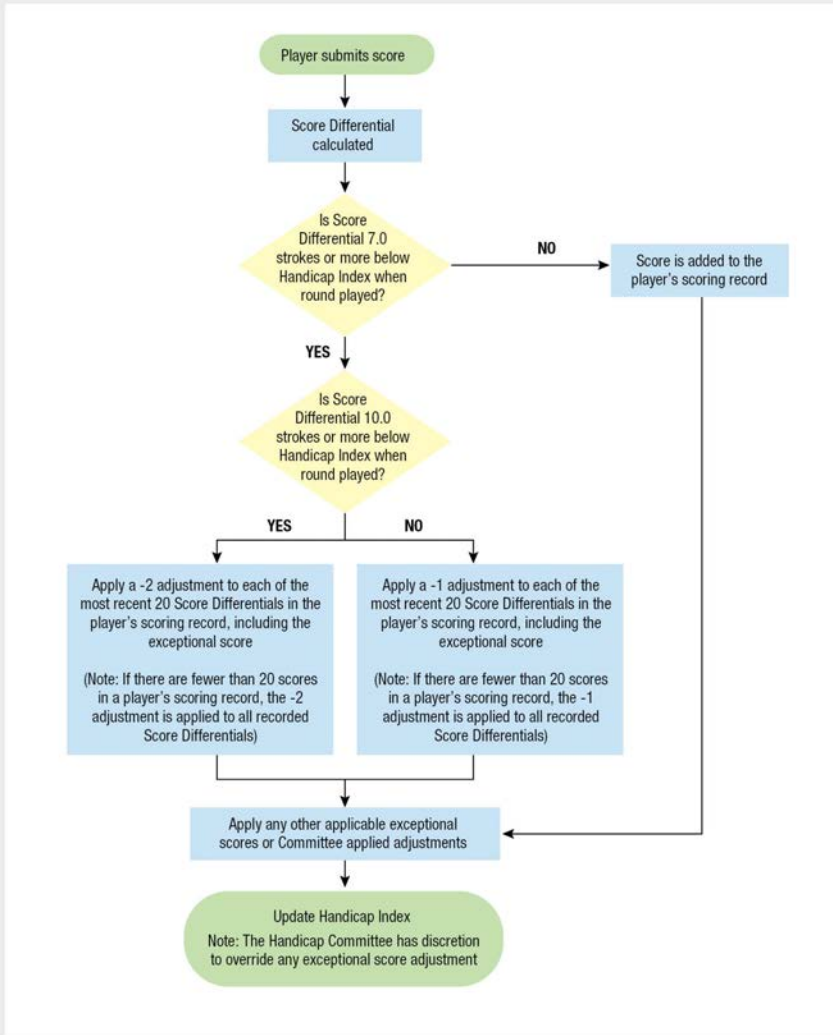 Player submits score
Score Differential
calculated
Is Score
Differential 7.0
strokes or more below
Handicap Index when
round played?
NO
Score is added to the
player's scoring record
YES
Is Score
Differential 10.0
strokes or more below
Handicap Index when
round played?
YES
NO
Apply a -2 adjustment to each of the
most recent 20 Score Differentials in the
player's scoring record, including the
exceptional score
(Note: If there are fewer than 20 scores
in a player's scoring record, the -2
adjustment is applied to all recorded
Score Differentials)
Apply a -1 adjustment to each of the
most recent 20 Score Differentials in the
player's scoring record, including the
exceptional score
(Note: If there are fewer than 20 scores
in a player's scoring record, the -1
adjustment is applied to all recorded
Score Differentials)
Apply any other applicable exceptional
scores or Committee applied adjustments
Update Handicap Index
Note: The Handicap Committee has discretion
to override any exceptional score adjustment